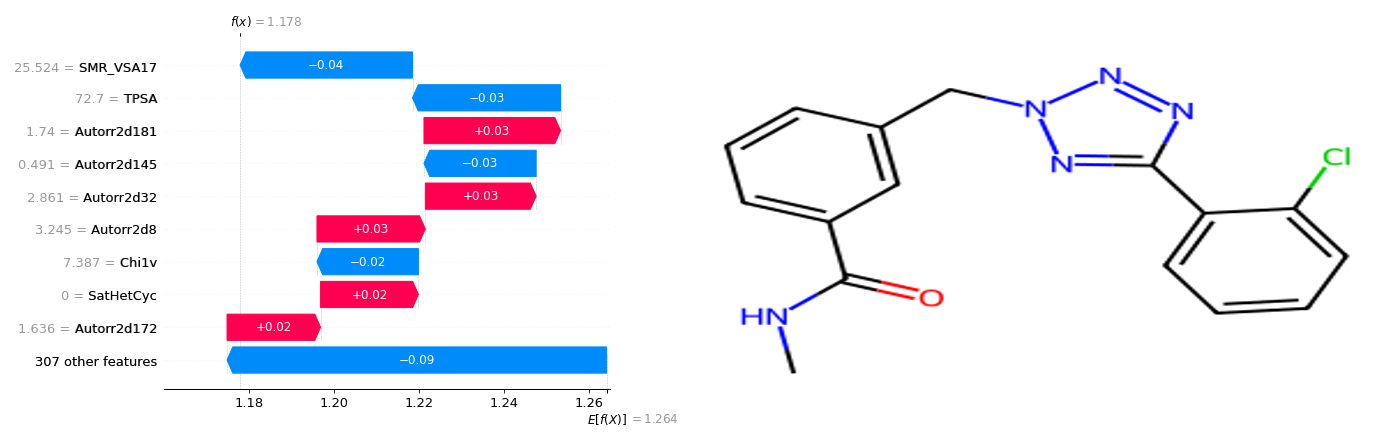 f(x) = 1.178
25.524 = SMR_VSA17
−0.04
72.7 = TPSA
−0.03
1.74 = Autorr2d181
+0.03
0.491 = Autorr2d145
−0.03
2.861 = Autorr2d32
+0.03
3.245 = Autorr2d8
+0.03
7.387 = Chi1v
−0.02
0 = SatHetCyc
+0.02
1.636 = Autorr2d172
+0.02
307 other features
−0.09
1.18 1.20 1.22 1.24 1.26
E[f(X)] = 1.264
N
N
N
N
Cl
O
HN